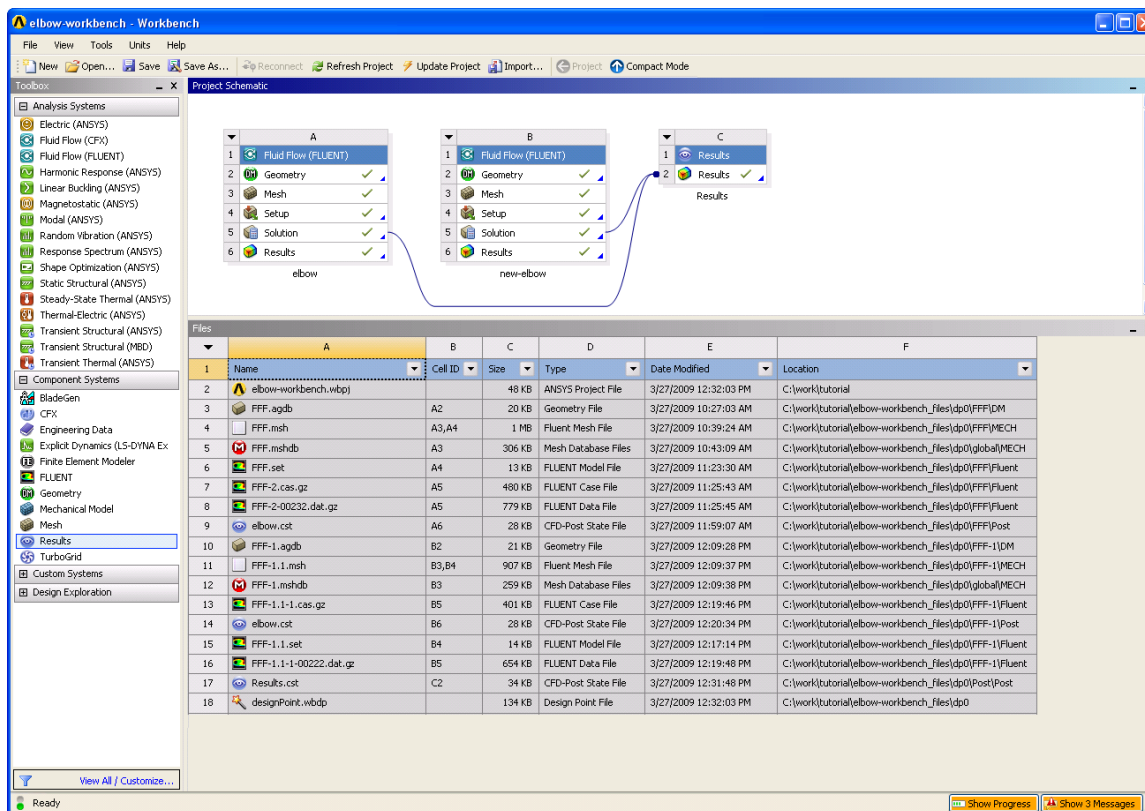 elbow-workbench - Workbench
File View Tools Units Help
New Open... Save Save As... Reconnect Refresh Project Update Project Import... Project Compact Mode
Toolbox
Analysis Systems
Electric (ANSYS)
Fluid Flow (CFX)
Fluid Flow (FLUENT)
Harmonic Response (ANSYS)
Linear Buckling (ANSYS)
Magnetostatic (ANSYS)
Modal (ANSYS)
Random Vibration (ANSYS)
Response Spectrum (ANSYS)
Shape Optimization (ANSYS)
Static Structural (ANSYS)
Steady-State Thermal (ANSYS)
Thermal-Electric (ANSYS)
Transient Structural (ANSYS)
Transient Structural (MBD)
Transient Thermal (ANSYS)
Component Systems
BladeGen
CFX
Engineering Data
Explicit Dynamics (LS-DYNA Ex
Finite Element Modeler
FLUENT
Geometry
Mechanical Model
Mesh
Results
TurboGrid
Custom Systems
Design Exploration
View All / Customize...
Project Schematic
A
1 Fluid Flow (FLUENT)
2 Geometry
3 Mesh
4 Setup
5 Solution
6 Results
elbow
B
1 Fluid Flow (FLUENT)
2 Geometry
3 Mesh
4 Setup
5 Solution
6 Results
new-elbow
C
1 Results
2 Results
Results
Files
A B C D E F
1 Name Cell ID Size Type Date Modified Location
2 elbow-workbench.wbpj 48 KB ANSYS Project File 3/27/2009 12:32:03 PM C:\work\tutorial
3 FFF.agdb A2 20 KB Geometry File 3/27/2009 10:27:03 AM C:\work\tutorial\elbow-workbench_files\dp0\FFF\DM
4 FFF.msh A3,A4 1 MB Fluent Mesh File 3/27/2009 10:39:24 AM C:\work\tutorial\elbow-workbench_files\dp0\FFF\MECH
5 FFF.mshdb A3 306 KB Mesh Database Files 3/27/2009 10:43:09 AM C:\work\tutorial\elbow-workbench_files\dp0\global\MECH
6 FFF.set A4 13 KB FLUENT Model File 3/27/2009 11:23:30 AM C:\work\tutorial\elbow-workbench_files\dp0\FFF\Fluent
7 FFF-2.cas.gz A5 480 KB FLUENT Case File 3/27/2009 11:25:43 AM C:\work\tutorial\elbow-workbench_files\dp0\FFF\Fluent
8 FFF-2-00232.dat.gz A5 779 KB FLUENT Data File 3/27/2009 11:25:45 AM C:\work\tutorial\elbow-workbench_files\dp0\FFF\Fluent
9 elbow.cst A6 28 KB CFD-Post State File 3/27/2009 11:59:07 AM C:\work\tutorial\elbow-workbench_files\dp0\FFF\Post
10 FFF-1.agdb B2 21 KB Geometry File 3/27/2009 12:09:28 PM C:\work\tutorial\elbow-workbench_files\dp0\FFF-1\DM
11 FFF-1.1.msh B3,B4 907 KB Fluent Mesh File 3/27/2009 12:09:37 PM C:\work\tutorial\elbow-workbench_files\dp0\FFF-1\MECH
12 FFF-1.mshdb B3 259 KB Mesh Database Files 3/27/2009 12:09:38 PM C:\work\tutorial\elbow-workbench_files\dp0\global\MECH
13 FFF-1.1-1.cas.gz B5 401 KB FLUENT Case File 3/27/2009 12:19:46 PM C:\work\tutorial\elbow-workbench_files\dp0\FFF-1\Fluent
14 elbow.cst B6 28 KB CFD-Post State File 3/27/2009 12:20:34 PM C:\work\tutorial\elbow-workbench_files\dp0\FFF-1\Post
15 FFF-1.1.set B4 14 KB FLUENT Model File 3/27/2009 12:17:14 PM C:\work\tutorial\elbow-workbench_files\dp0\FFF-1\Fluent
16 FFF-1.1-1-00222.dat.gz B5 654 KB FLUENT Data File 3/27/2009 12:19:48 PM C:\work\tutorial\elbow-workbench_files\dp0\FFF-1\Fluent
17 Results.cst C2 34 KB CFD-Post State File 3/27/2009 12:31:48 PM C:\work\tutorial\elbow-workbench_files\dp0\Post\Post
18 designPoint.wbdp 134 KB Design Point File 3/27/2009 12:32:03 PM C:\work\tutorial\elbow-workbench_files\dp0
Ready Show Progress Show 3 Messages